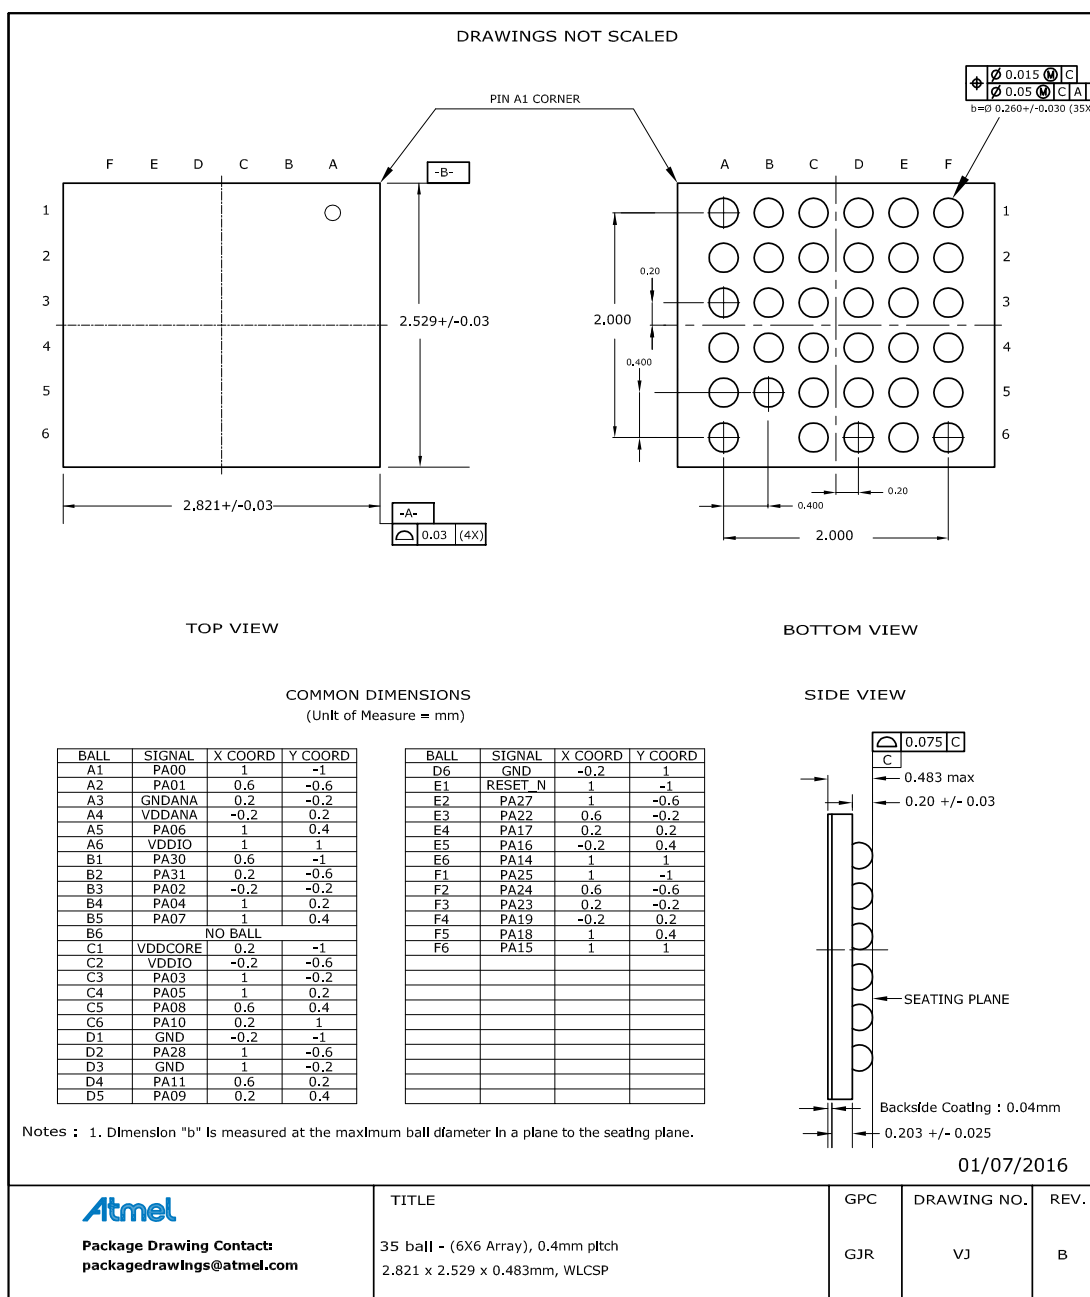 DRAWINGS NOT SCALED
⌀ 0.015 Ⓜ C
⌀ 0.05 Ⓜ C A
b=Ø 0.260+/-0.030 (35X
PIN A1 CORNER
F E D C B A
-B-
A B C D E F
1
2
3
4
5
6
2.529+/-0.03
2.821+/-0.03
-A-
0.03 (4X)
0.20
2.000
0.400
1
2
3
4
5
6
0.20
0.400
2.000
TOP VIEW
BOTTOM VIEW
COMMON DIMENSIONS
(Unit of Measure = mm)
BALL SIGNAL X COORD Y COORD
A1 PA00 1 -1
A2 PA01 0.6 -0.6
A3 GNDANA 0.2 -0.2
A4 VDDANA -0.2 0.2
A5 PA06 1 0.4
A6 VDDIO 1 1
B1 PA30 0.6 -1
B2 PA31 0.2 -0.6
B3 PA02 -0.2 -0.2
B4 PA04 1 0.2
B5 PA07 1 0.4
B6 NO BALL
C1 VDDCORE 0.2 -1
C2 VDDIO -0.2 -0.6
C3 PA03 1 -0.2
C4 PA05 1 0.2
C5 PA08 0.6 0.4
C6 PA10 0.2 1
D1 GND -0.2 -1
D2 PA28 1 -0.6
D3 GND 1 -0.2
D4 PA11 0.6 0.2
D5 PA09 0.2 0.4
BALL SIGNAL X COORD Y COORD
D6 GND -0.2 1
E1 RESET_N 1 -1
E2 PA27 1 -0.6
E3 PA22 0.6 -0.2
E4 PA17 0.2 0.2
E5 PA16 -0.2 0.4
E6 PA14 1 1
F1 PA25 1 -1
F2 PA24 0.6 -0.6
F3 PA23 0.2 -0.2
F4 PA19 -0.2 0.2
F5 PA18 1 0.4
F6 PA15 1 1
SIDE VIEW
0.075 C
C
0.483 max
0.20 +/- 0.03
SEATING PLANE
Backside Coating : 0.04mm
0.203 +/- 0.025
Notes : 1. Dimension "b" is measured at the maximum ball diameter in a plane to the seating plane.
01/07/2016
Atmel
Package Drawing Contact:
packagedrawings@atmel.com
TITLE
35 ball - (6X6 Array), 0.4mm pitch
2.821 x 2.529 x 0.483mm, WLCSP
GPC
GJR
DRAWING NO.
VJ
REV.
B